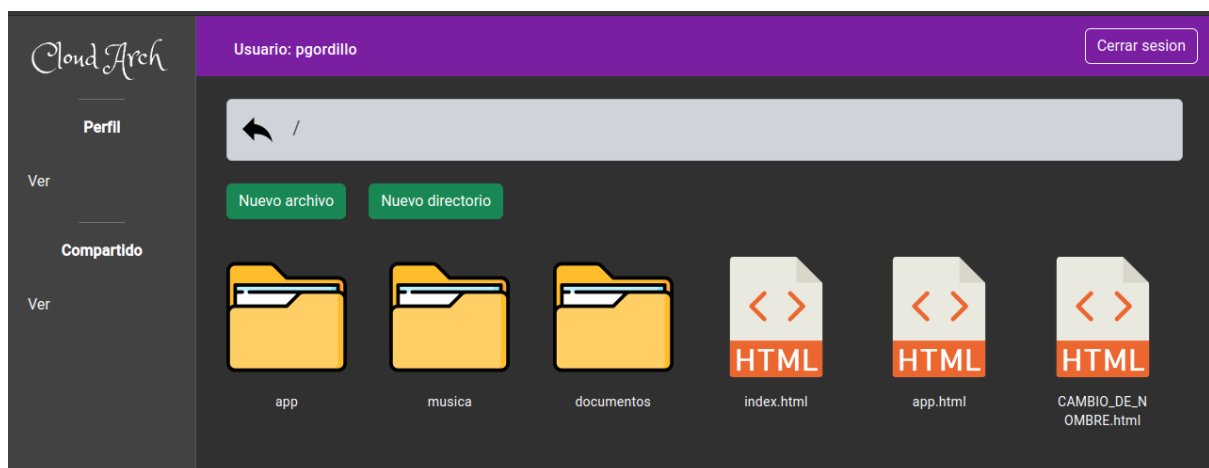 Cloud Arch
Usuario: pgordillo
Cerrar sesion
Perfil
Ver
Compartido
Ver
/
Nuevo archivo
Nuevo directorio
HTML
HTML
HTML
app
musica
documentos
index.html
app.html
CAMBIO_DE_N
OMBRE.html